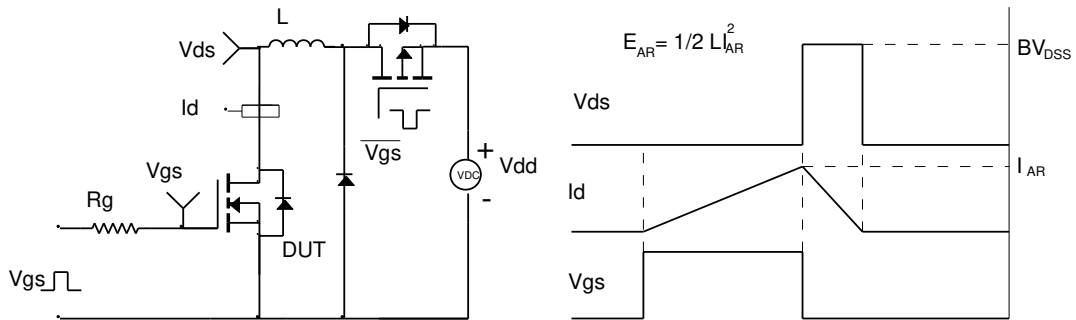 L
Vds
Id
Vgs
Rg
Vgs
DUT
Vgs
VDC
+
-
Vdd
E_AR = 1/2 LI_AR^2
Vds
Id
Vgs
BV_DSS
I_AR